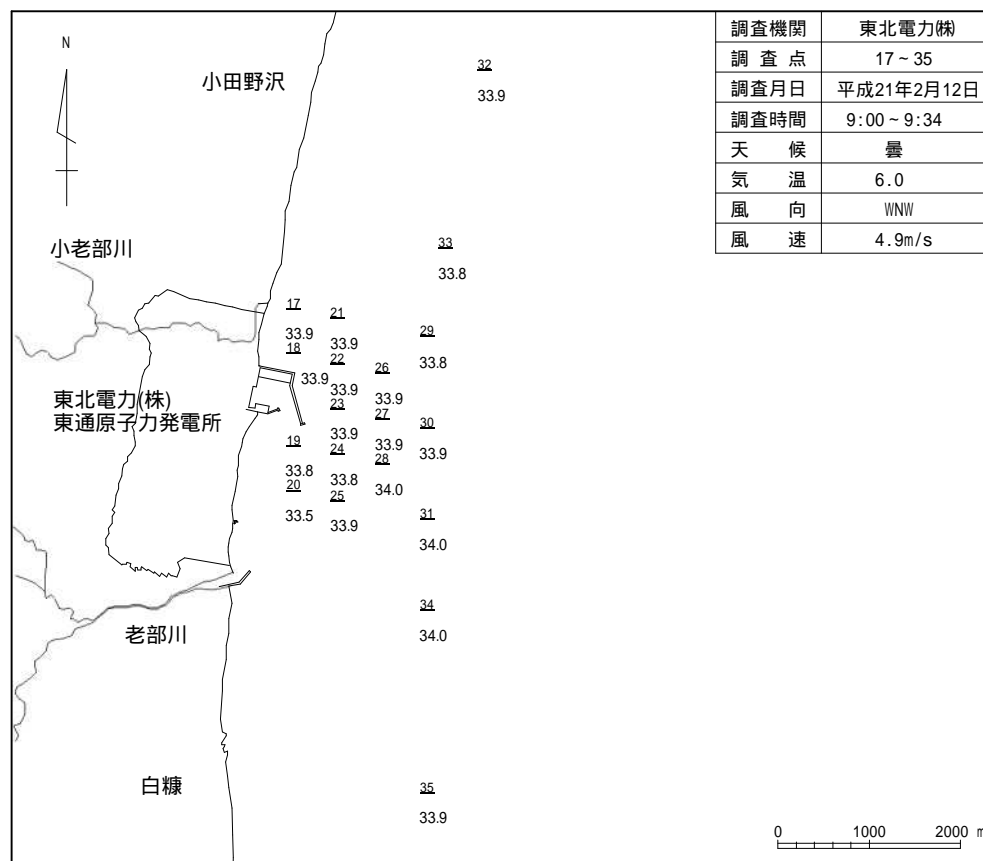 調査機関 東北電力㈱
調査点 17~35
調査月日 平成21年2月12日
調査時間 9:00~9:34
天候 曇
気温 6.0
風向 WNW
風速 4.9m/s
N
小田野沢
32
33.9
小老部川
33
33.8
17
33.9
21
33.9
29
33.8
18
33.9
22
33.9
26
33.9
東北電力(株)
東通原子力発電所
23
33.9
27
33.9
30
33.9
19
33.8
24
33.8
28
34.0
20
33.5
25
33.9
31
34.0
34
34.0
老部川
白糠
35
33.9
0 1000 2000 m